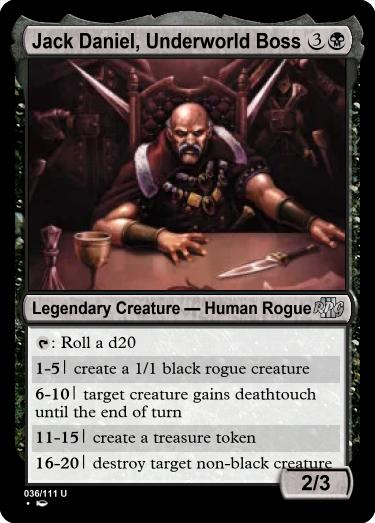 Jack Daniel, Underworld Boss 3
Legendary Creature — Human Rogue RPG
: Roll a d20
1-5| create a 1/1 black rogue creature
6-10| target creature gains deathtouch
until the end of turn
11-15| create a treasure token
16-20| destroy target non-black creature
2/3
036/111 U